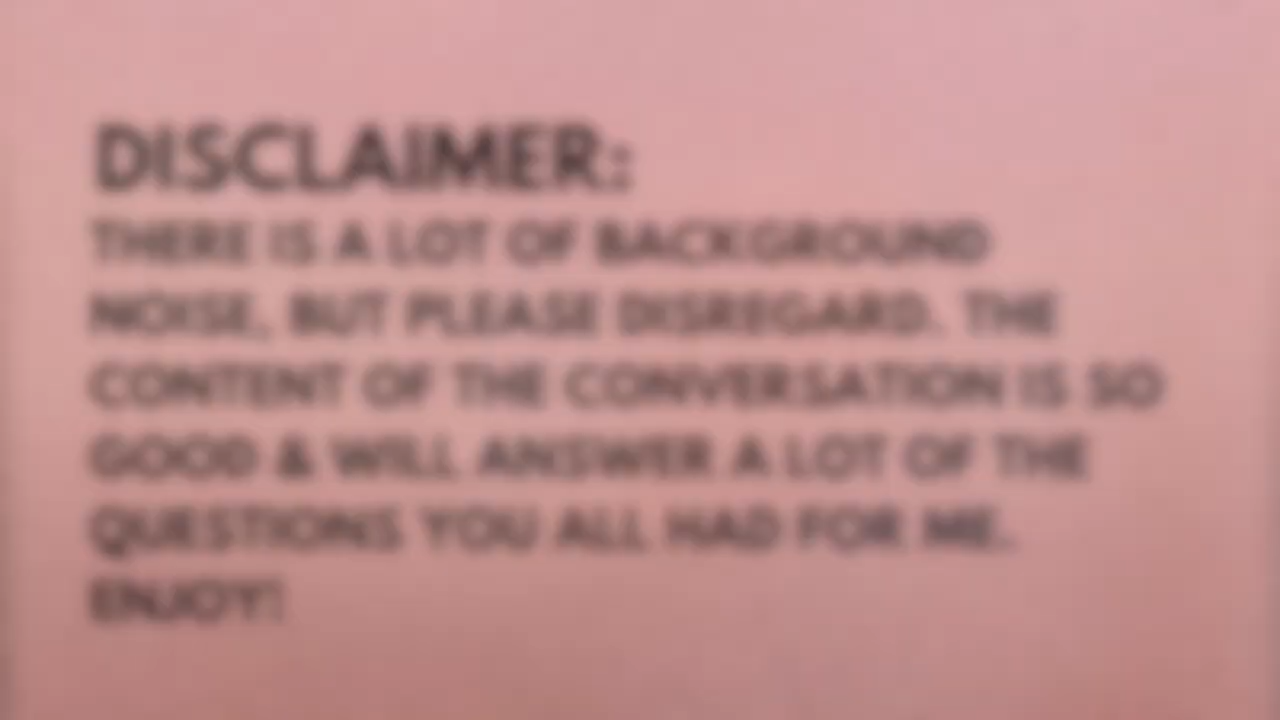 DISCLAIMER:
THERE IS A LOT OF BACKGROUND
NOISE, BUT PLEASE DISREGARD. THE
CONTENT OF THE CONVERSATION IS SO
GOOD & WILL ANSWER A LOT OF THE
QUESTIONS YOU ALL HAD FOR ME.
ENJOY!